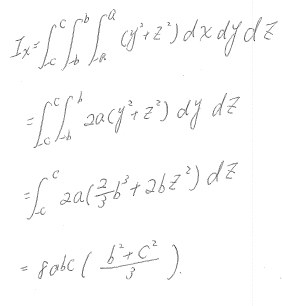 Iₓ = ∫_{-c}^{c} ∫_{-b}^{b} ∫_{-a}^{a} (y² + z²) dx dy dz
= ∫_{-c}^{c} ∫_{-b}^{b} 2a(y² + z²) dy dz
= ∫_{-c}^{c} 2a(2/3 b³ + 2bz²) dz
= 8abc ( (b² + c²)/3 ).